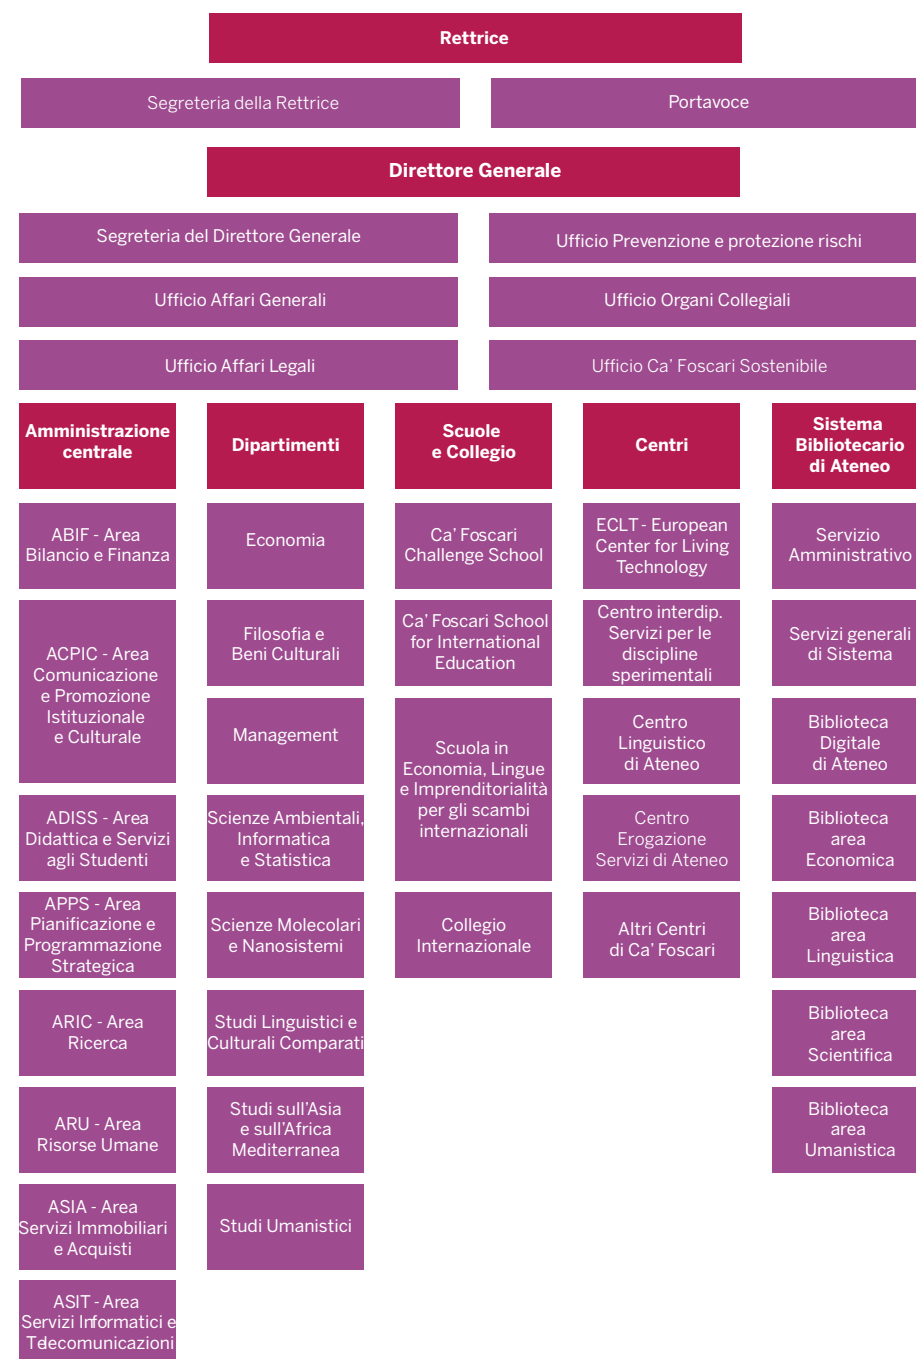 Rettrice
Segreteria della Rettrice
Portavoce
Direttore Generale
Segreteria del Direttore Generale
Ufficio Prevenzione e protezione rischi
Ufficio Affari Generali
Ufficio Organi Collegiali
Ufficio Affari Legali
Ufficio Ca’ Foscari Sostenibile
Amministrazione
centrale
ABIF - Area
Bilancio e Finanza
ACPIC - Area
Comunicazione
e Promozione
Istituzionale
e Culturale
ADISS - Area
Didattica e Servizi
agli Studenti
APPS - Area
Pianificazione e
Programmazione
Strategica
ARIC - Area
Ricerca
ARU - Area
Risorse Umane
ASIA - Area
Servizi Immobiliari
e Acquisti
ASIT - Area
Servizi Informatici e
Telecomunicazioni
Dipartimenti
Economia
Filosofia e
Beni Culturali
Management
Scienze Ambientali,
Informatica
e Statistica
Scienze Molecolari
e Nanosistemi
Studi Linguistici e
Culturali Comparati
Studi sull’Asia
e sull’Africa
Mediterranea
Studi Umanistici
Scuole
e Collegio
Ca’ Foscari
Challenge School
Ca’ Foscari School
for International
Education
Scuola in
Economia, Lingue
e Imprenditorialità
per gli scambi
internazionali
Collegio
Internazionale
Centri
ECLT - European
Center for Living
Technology
Centro interdip.
Servizi per le
discipline
sperimentali
Centro
Linguistico
di Ateneo
Centro
Erogazione
Servizi di Ateneo
Altri Centri
di Ca’ Foscari
Sistema
Bibliotecario
di Ateneo
Servizio
Amministrativo
Servizi generali
di Sistema
Biblioteca
Digitale
di Ateneo
Biblioteca
area
Economica
Biblioteca
area
Linguistica
Biblioteca
area
Scientifica
Biblioteca
area
Umanistica